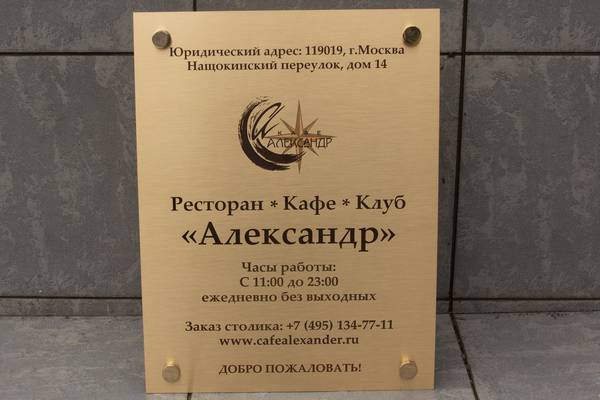 Юридический адрес: 119019, г.Москва
Нащокинский переулок, дом 14
КАФЕ
АЛЕКСАНДР
Ресторан * Кафе * Клуб
«Александр»
Часы работы:
С 11:00 до 23:00
ежедневно без выходных
Заказ столика: +7 (495) 134-77-11
www.cafealexander.ru
ДОБРО ПОЖАЛОВАТЬ!